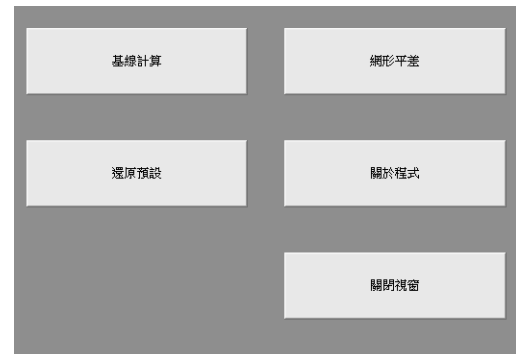 基線計算
網形平差
還原預設
關於程式
關閉視窗